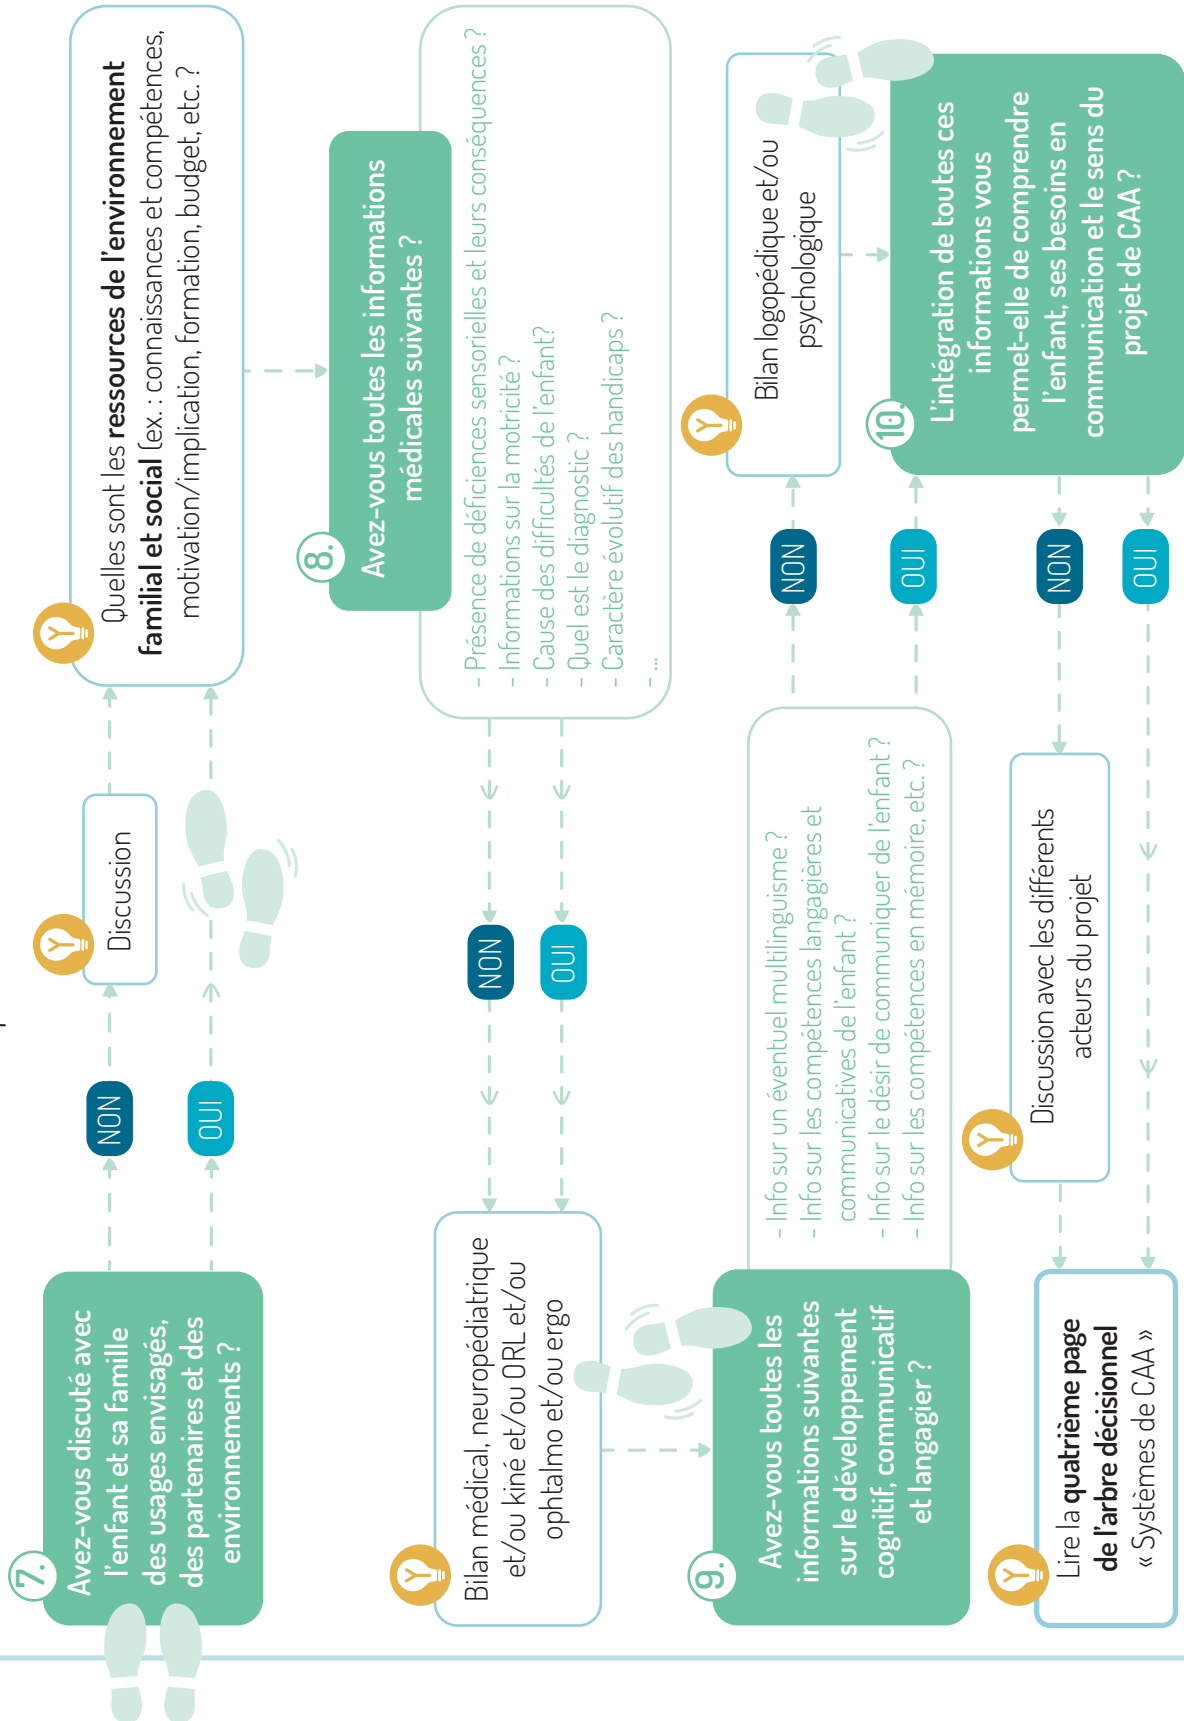 7.
Avez-vous discuté avec
l'enfant et sa famille
des usages envisagés,
des partenaires et des
environnements ?
NON
OUI
Discussion
Quelles sont les ressources de l'environnement
familial et social (ex. : connaissances et compétences,
motivation/implication, formation, budget, etc. ?
8.
Avez-vous toutes les informations
médicales suivantes ?
- Présence de déficiences sensorielles et leurs conséquences ?
- Informations sur la motricité ?
- Cause des difficultés de l'enfant?
- Quel est le diagnostic ?
- Caractère évolutif des handicaps ?
- ...
NON
OUI
Bilan médical, neuropédiatrique
et/ou kiné et/ou ORL et/ou
ophtalmo et/ou ergo
9.
Avez-vous toutes les
informations suivantes
sur le développement
cognitif, communicatif
et langagier ?
- Info sur un éventuel multilinguisme ?
- Info sur les compétences langagières et
communicatives de l'enfant ?
- Info sur le désir de communiquer de l'enfant ?
- Info sur les compétences en mémoire, etc. ?
NON
OUI
Bilan logopédique et/ou
psychologique
10.
L'intégration de toutes ces
informations vous
permet-elle de comprendre
l'enfant, ses besoins en
communication et le sens du
projet de CAA ?
NON
OUI
Discussion avec les différents
acteurs du projet
Lire la quatrième page
de l'arbre décisionnel
« Systèmes de CAA »